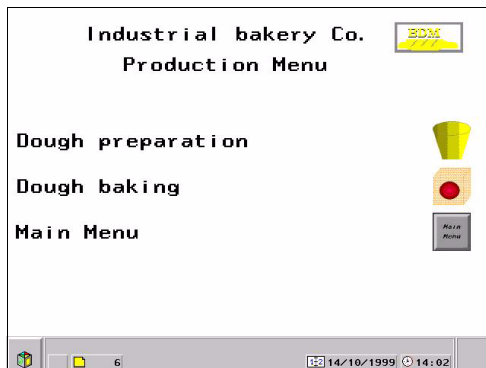 Industrial bakery Co.
BDM
Production Menu
Dough preparation
Dough baking
Main Menu
Main
Menu
6
14/10/1999 14:02